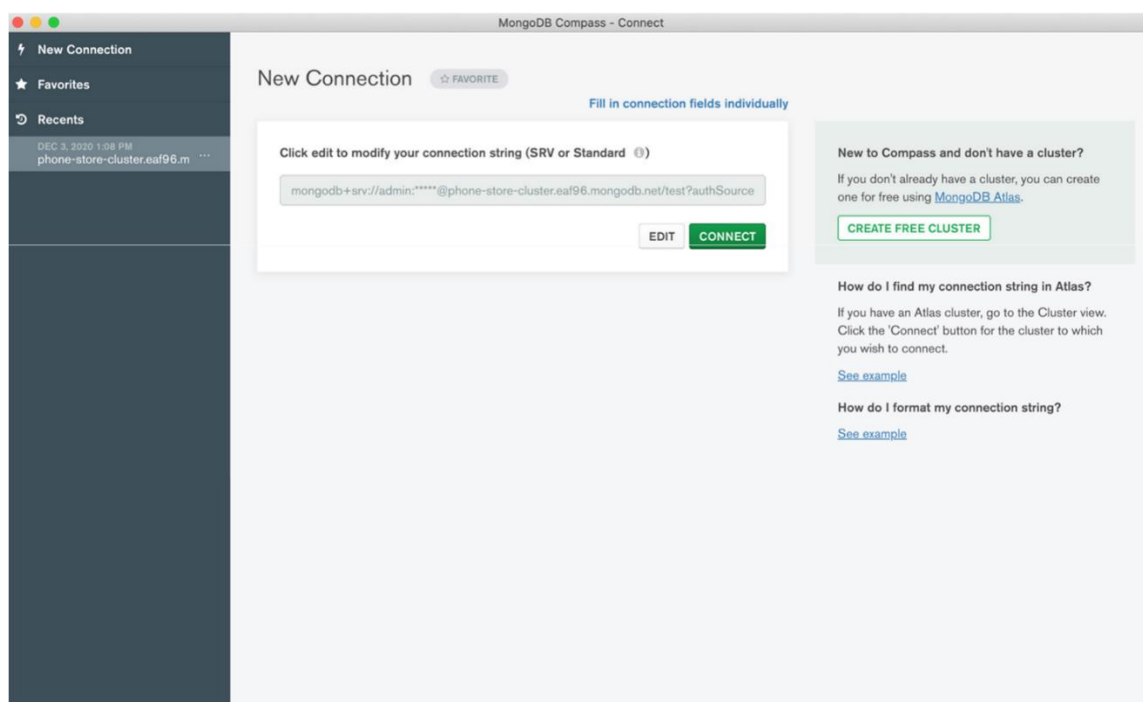 MongoDB Compass - Connect
New Connection
Favorites
Recents
DEC 3, 2020 1:08 PM
phone-store-cluster.eaf96.m ...
New Connection
☆ FAVORITE
Fill in connection fields individually
Click edit to modify your connection string (SRV or Standard ⓘ)
mongodb+srv://admin:*****@phone-store-cluster.eaf96.mongodb.net/test?authSource
EDIT
CONNECT
New to Compass and don't have a cluster?
If you don't already have a cluster, you can create
one for free using MongoDB Atlas.
CREATE FREE CLUSTER
How do I find my connection string in Atlas?
If you have an Atlas cluster, go to the Cluster view.
Click the 'Connect' button for the cluster to which
you wish to connect.
See example
How do I format my connection string?
See example